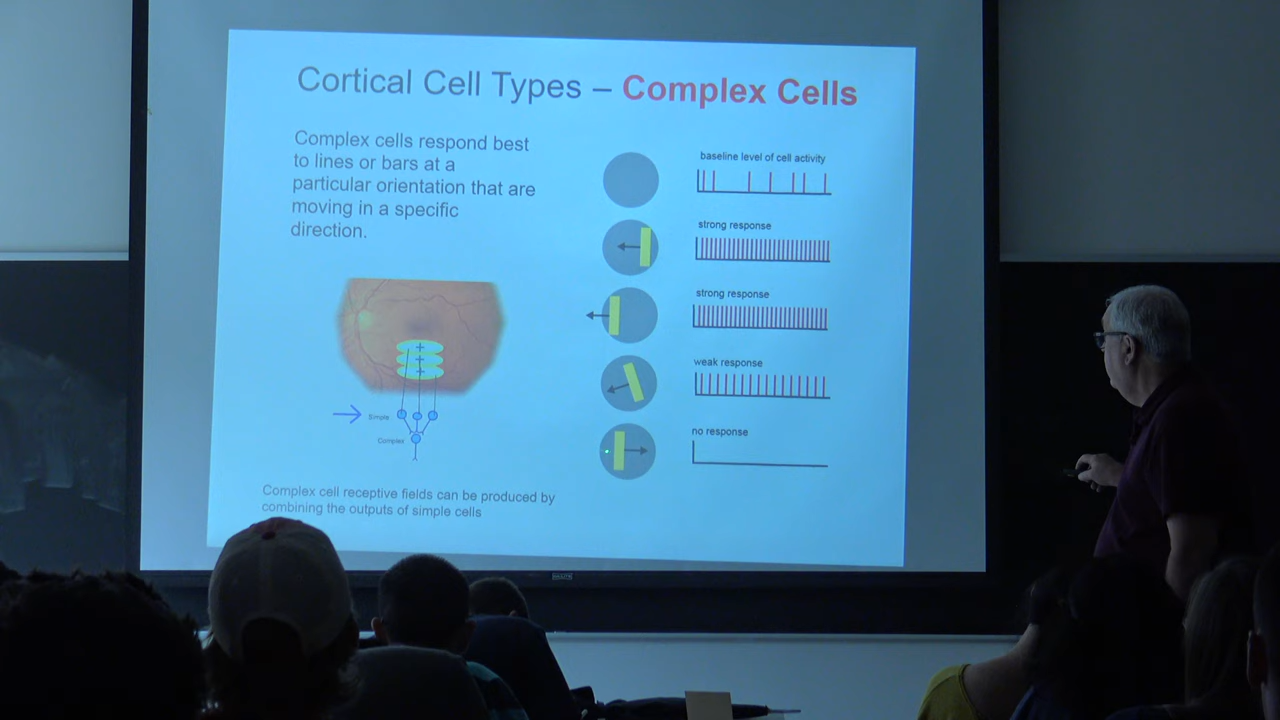 Cortical Cell Types – Complex Cells
Complex cells respond best
to lines or bars at a
particular orientation that are
moving in a specific
direction.
baseline level of cell activity
strong response
strong response
weak response
no response
+
+
+
Simple
Complex
Complex cell receptive fields can be produced by
combining the outputs of simple cells